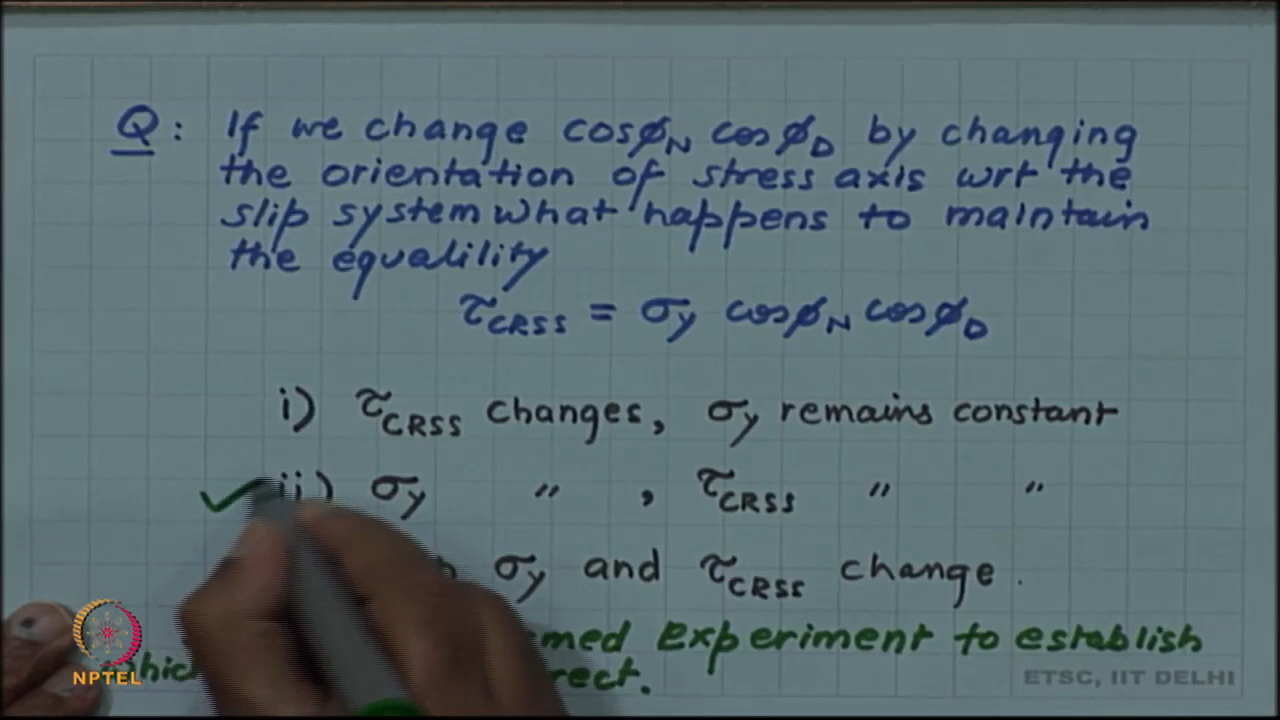 Q: If we change cosϕN cosϕD by changing
the orientation of stress axis wrt the
slip system what happens to maintain
the equalility
τCRSS = σy cosϕN cosϕD
i) τCRSS changes, σy remains constant
ii) σy " , τCRSS " "
σy and τCRSS change.
Experiment to establish
NPTEL
ETSC, IIT DELHI